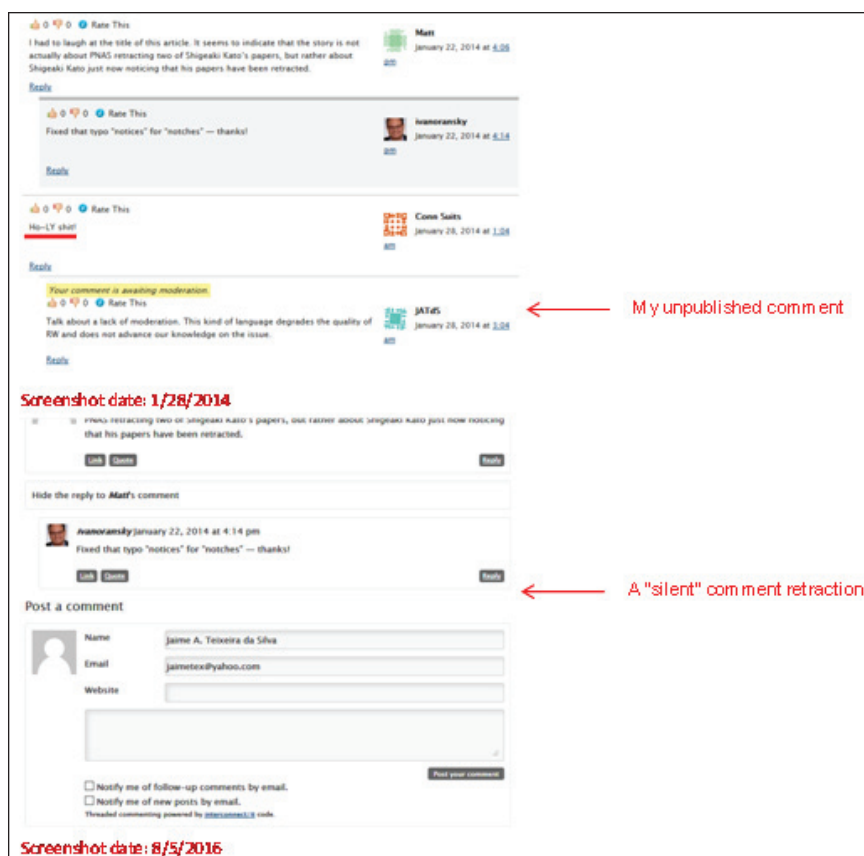 0 0 Rate This
Matt
I had to laugh at the title of this article. It seems to indicate that the story is not
January 22, 2014 at 4:06
actually about PNAS retracting two of Shigeaki Kato's papers, but rather about
am
Shigeaki Kato just now noticing that his papers have been retracted.
Reply
0 0 Rate This
ivanoransky
Fixed that typo "notices" for "notches" — thanks!
January 22, 2014 at 4:14
am
Reply
0 0 Rate This
Conn Suits
Ho-LY shit!
January 28, 2014 at 1:04
am
Reply
Your comment is awaiting moderation.
0 0 Rate This
JATdS
My unpublished comment
Talk about a lack of moderation. This kind of language degrades the quality of
January 28, 2014 at 3:04
RW and does not advance our knowledge on the issue.
am
Reply
Screenshot date: 1/28/2014
PNAS retracting two of Shigeaki Kato's papers, but rather about Shigeaki Kato just now noticing
that his papers have been retracted.
Link Quote Reply
Hide the reply to Matt's comment
ivanoransky January 22, 2014 at 4:14 pm
Fixed that typo "notices" for "notches" — thanks!
Link Quote Reply
A "silent" comment retraction
Post a comment
Name
Jaime A. Teixeira da Silva
Email
jaimetex@yahoo.com
Website
Post your comment
Notify me of follow-up comments by email.
Notify me of new posts by email.
Threaded commenting powered by interconnect/it code.
Screenshot date: 8/5/2016